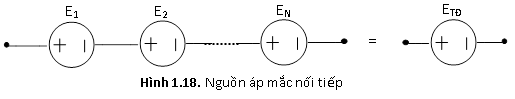 E1 E2 EN ETĐ
+ | + | + | = + |
Hình 1.18. Nguồn áp mắc nối tiếp